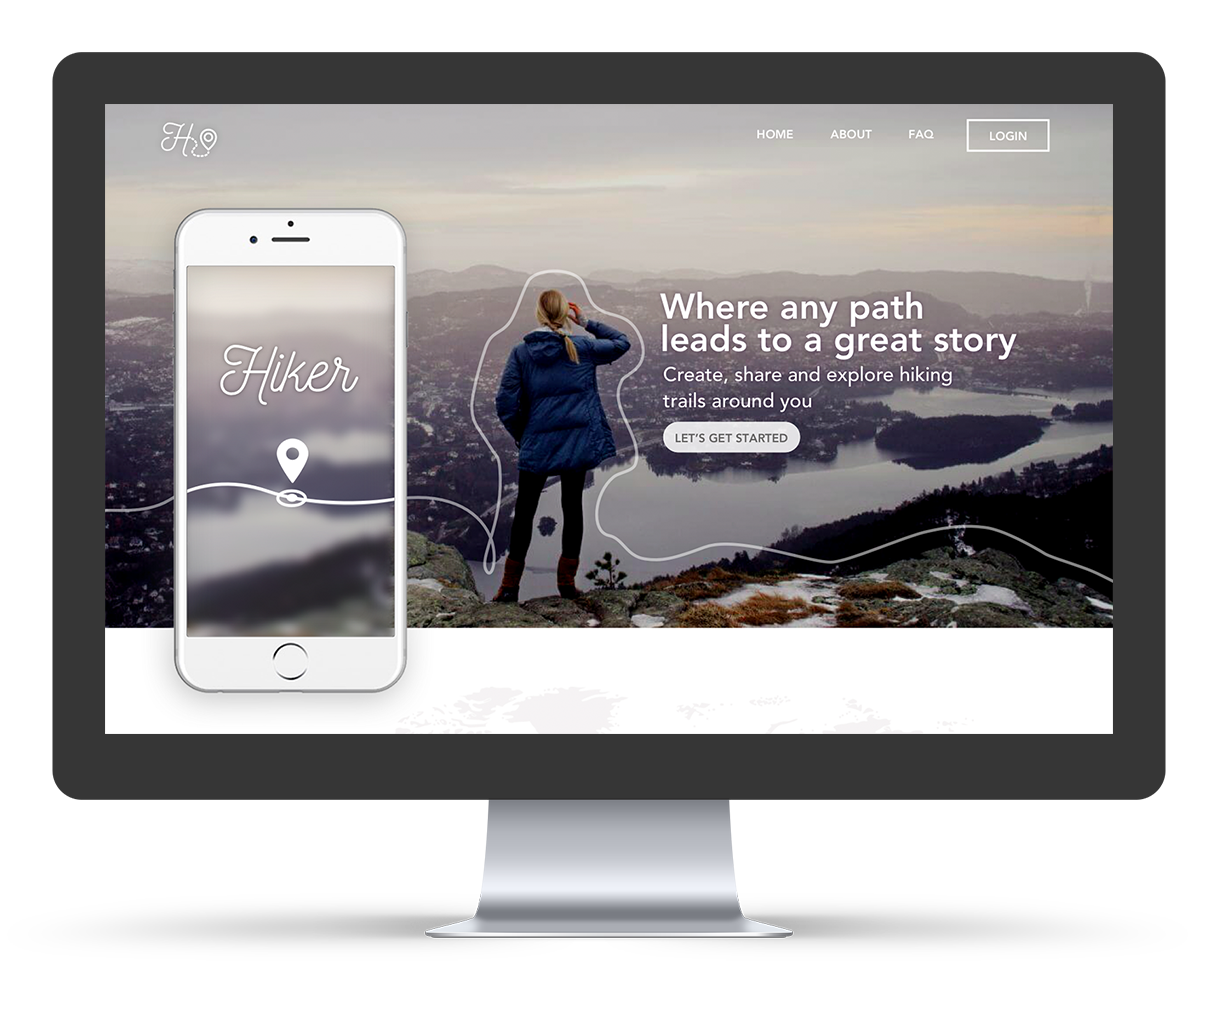 H
HOME
ABOUT
FAQ
LOGIN
Hiker
Where any path
leads to a great story
Create, share and explore hiking
trails around you
LET'S GET STARTED